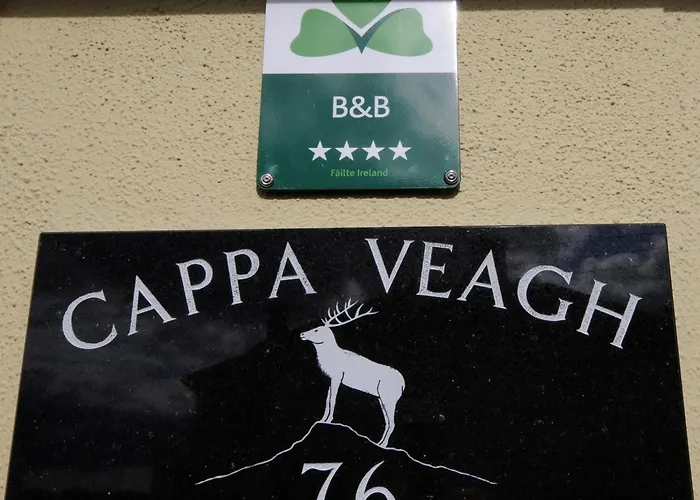 B&B
★★★★
Fáilte Ireland
CAPPA VEAGH
76